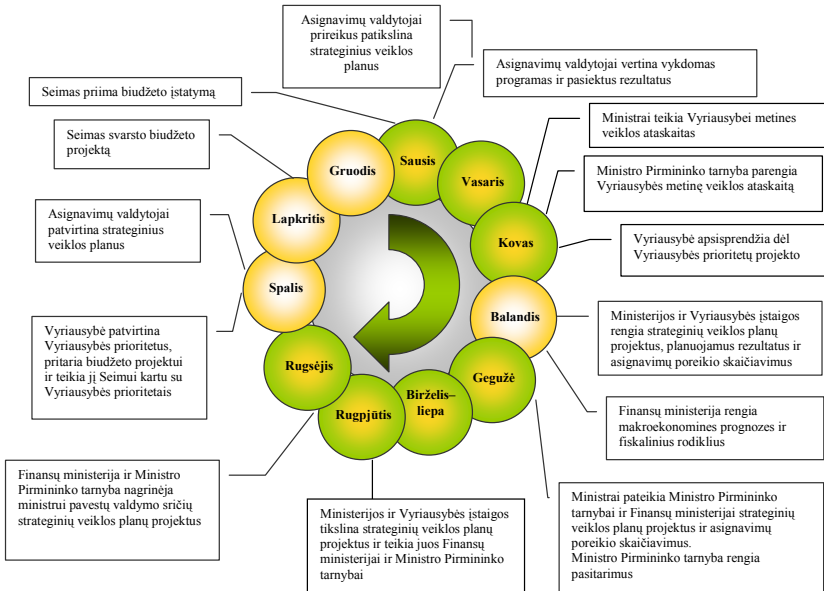 Asignavimų valdytojai
prireikus patikslina
strateginius veiklos
planus
Asignavimų valdytojai vertina vykdomas
programas ir pasiektus rezultatus
Seimas priima biudžeto įstatymą
Ministrai teikia Vyriausybei metines
veiklos ataskaitas
Seimas svarsto biudžeto
projektą
Ministro Pirmininko tarnyba parengia
Vyriausybės metinę veiklos ataskaitą
Asignavimų valdytojai
patvirtina strateginius
veiklos planus
Vyriausybė apsisprendžia dėl
Vyriausybės prioritetų projekto
Sausis
Vasaris
Kovas
Balandis
Gegužė
Birželis–
liepa
Rugpjūtis
Rugsėjis
Spalis
Lapkritis
Gruodis
Vyriausybė patvirtina
Vyriausybės prioritetus,
pritaria biudžeto projektui
ir teikia jį Seimui kartu su
Vyriausybės prioritetais
Ministerijos ir Vyriausybės įstaigos
rengia strateginių veiklos planų
projektus, planuojamus rezultatus ir
asignavimų poreikio skaičiavimus
Finansų ministerija rengia
makroekonomines prognozes ir
fiskalinius rodiklius
Finansų ministerija ir Ministro
Pirmininko tarnyba nagrinėja
ministrui pavestų valdymo sričių
strateginių veiklos planų projektus
Ministerijos ir Vyriausybės įstaigos
tikslina strateginių veiklos planų
projektus ir teikia juos Finansų
ministerijai ir Ministro Pirmininko
tarnybai
Ministrai pateikia Ministro Pirmininko
tarnybai ir Finansų ministerijai strateginių
veiklos planų projektus ir asignavimų
poreikio skaičiavimus.
Ministro Pirmininko tarnyba rengia
pasitarimus